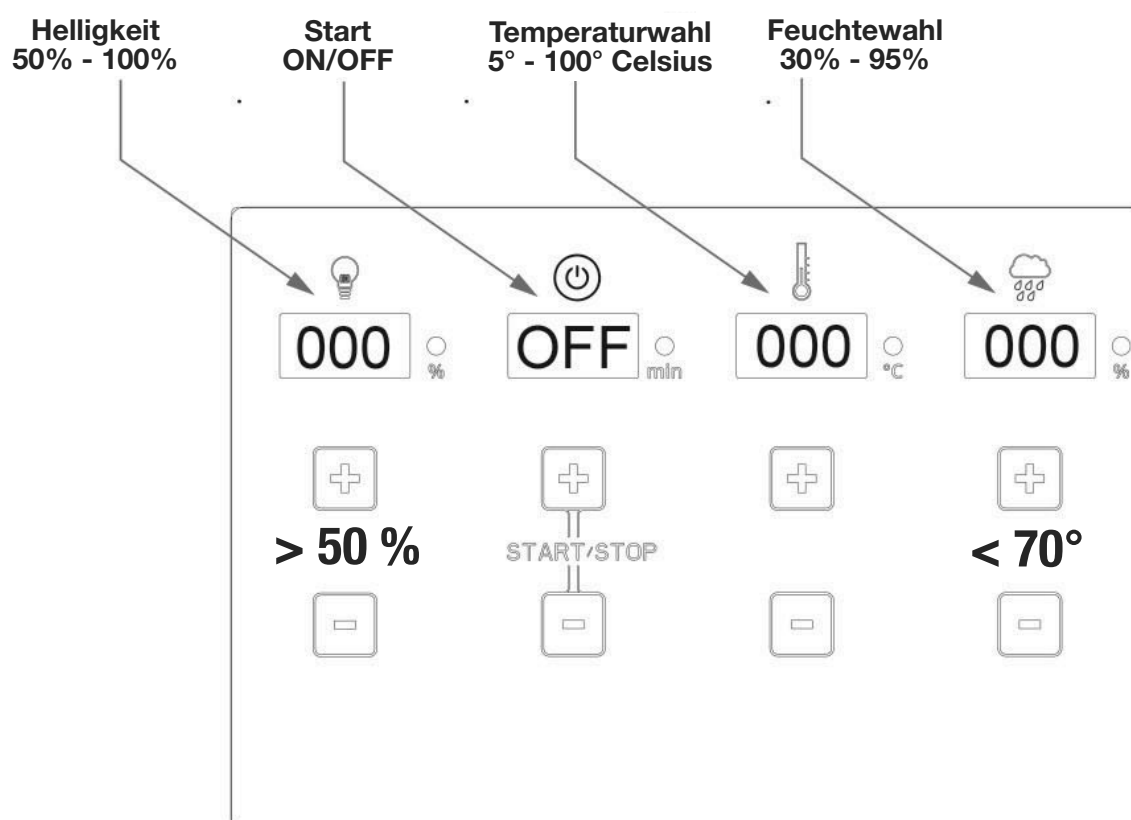 Helligkeit
50% - 100%
Start
ON/OFF
Temperaturwahl
5° - 100° Celsius
Feuchtewahl
30% - 95%
000 %
OFF min
000 °C
000 %
> 50 %
START/STOP
< 70°